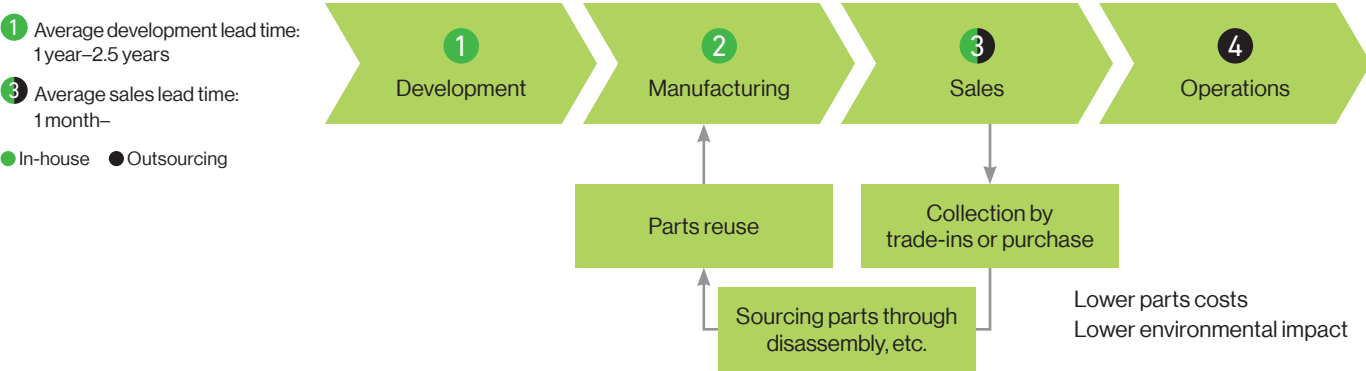 1 Average development lead time:
1 year–2.5 years
3 Average sales lead time:
1 month–
In-house Outsourcing
1
Development
2
Manufacturing
3
Sales
4
Operations
Parts reuse
Collection by
trade-ins or purchase
Sourcing parts through
disassembly, etc.
Lower parts costs
Lower environmental impact